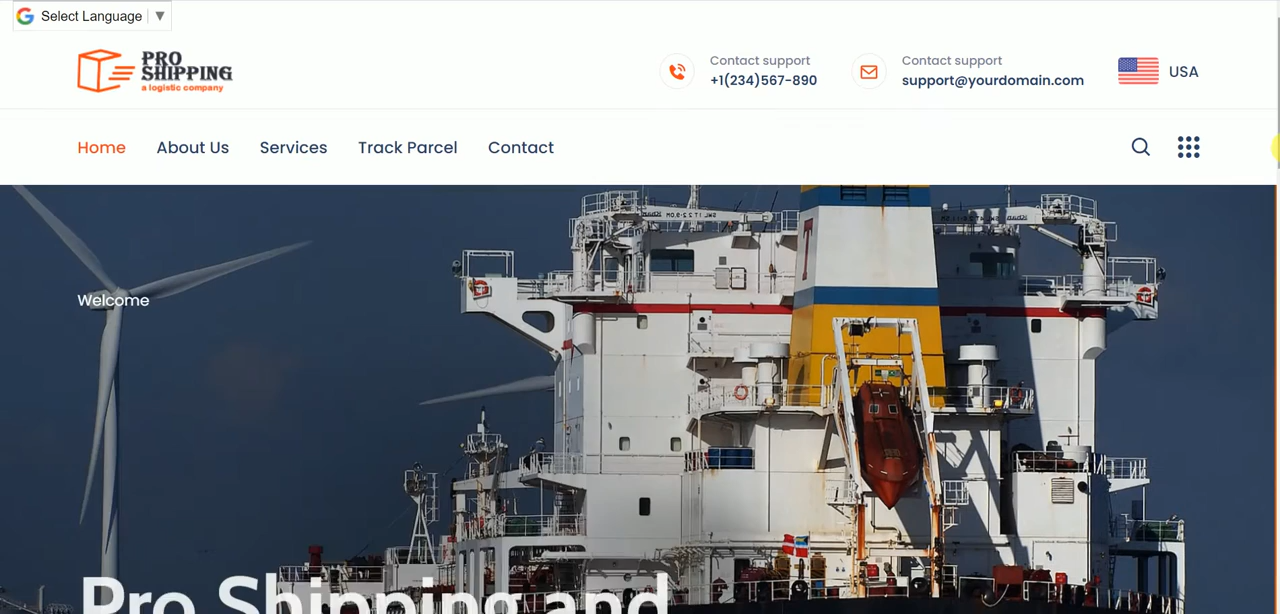 Select Language ▼
PRO
SHIPPING
a logistic company
Contact support
+1(234)567-890
Contact support
support@yourdomain.com
USA
Home
About Us
Services
Track Parcel
Contact
Welcome
Pro Shipping and